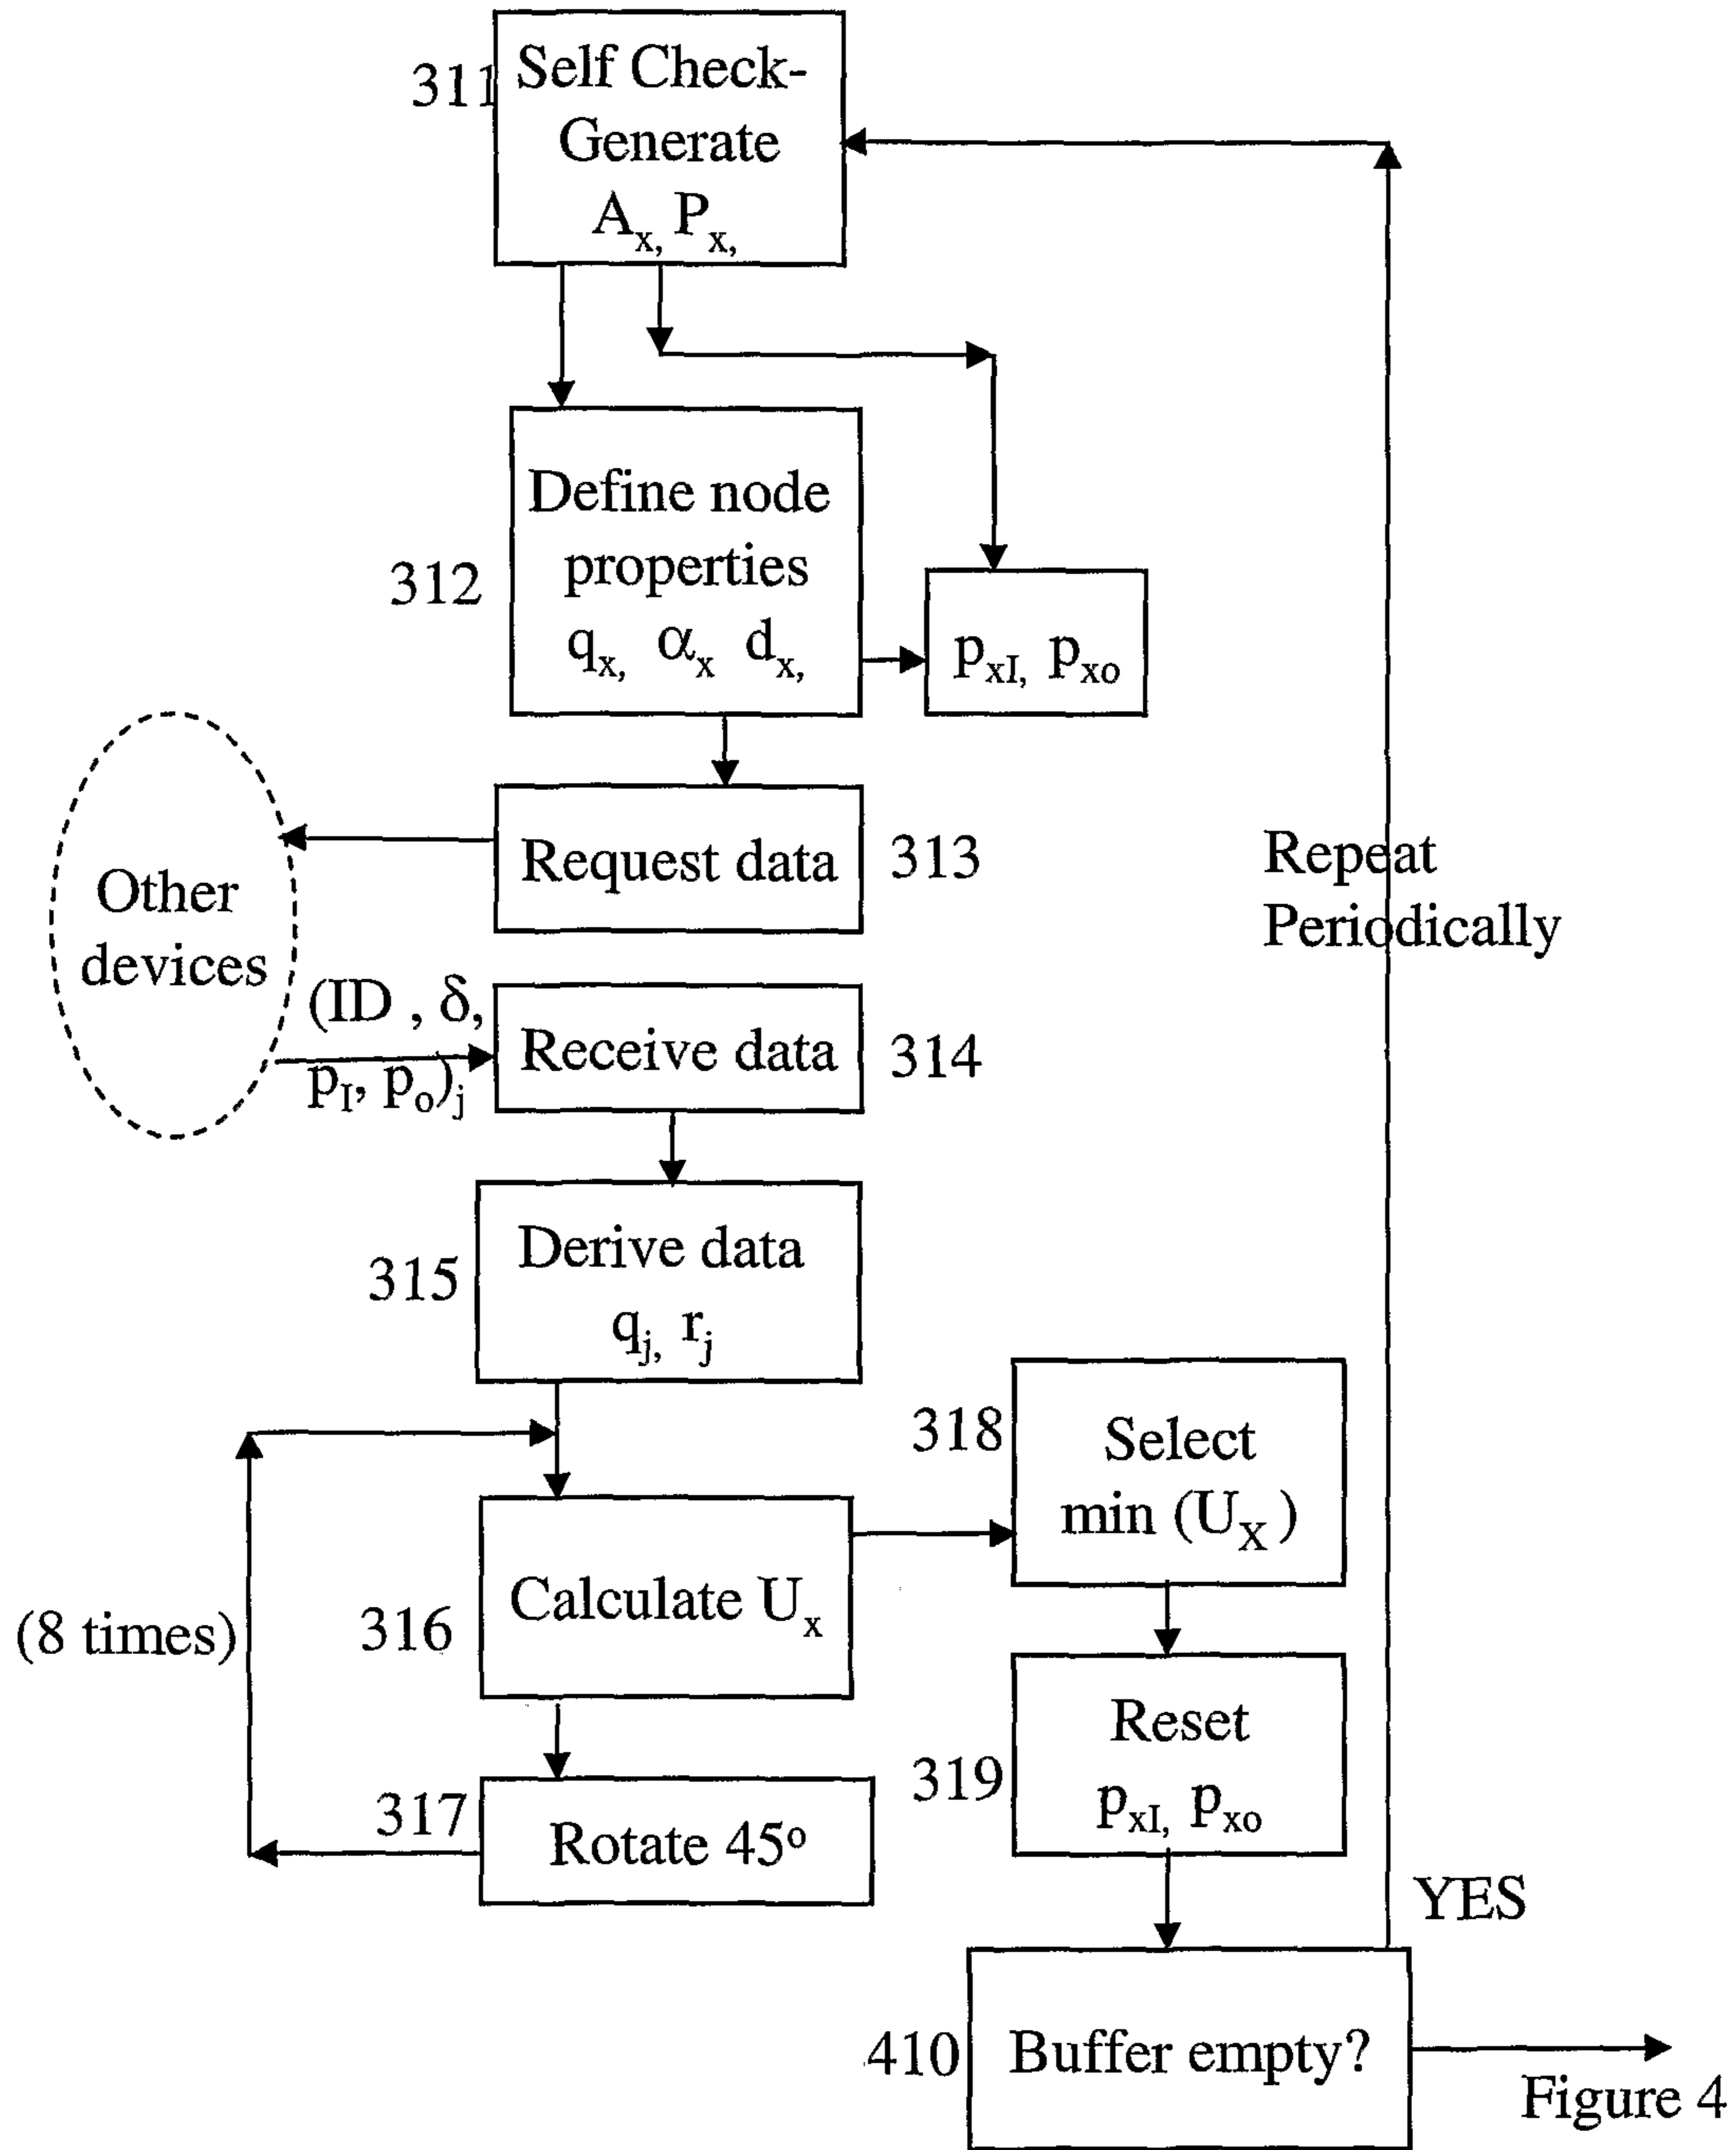 311
Self Check-
Generate
Aₓ, Pₓ,
312
Define node
properties
qₓ, αₓ dₓ,
pₓI, pₓₒ
Request data
313
Other
devices
(ID , δ,
pI, pₒ)ⱼ
Receive data
314
Repeat
Periodically
315
Derive data
qⱼ, rⱼ
(8 times)
316
Calculate Uₓ
317
Rotate 45º
318
Select
min (U_X)
319
Reset
pₓI, pₓₒ
YES
410
Buffer empty?
Figure 4